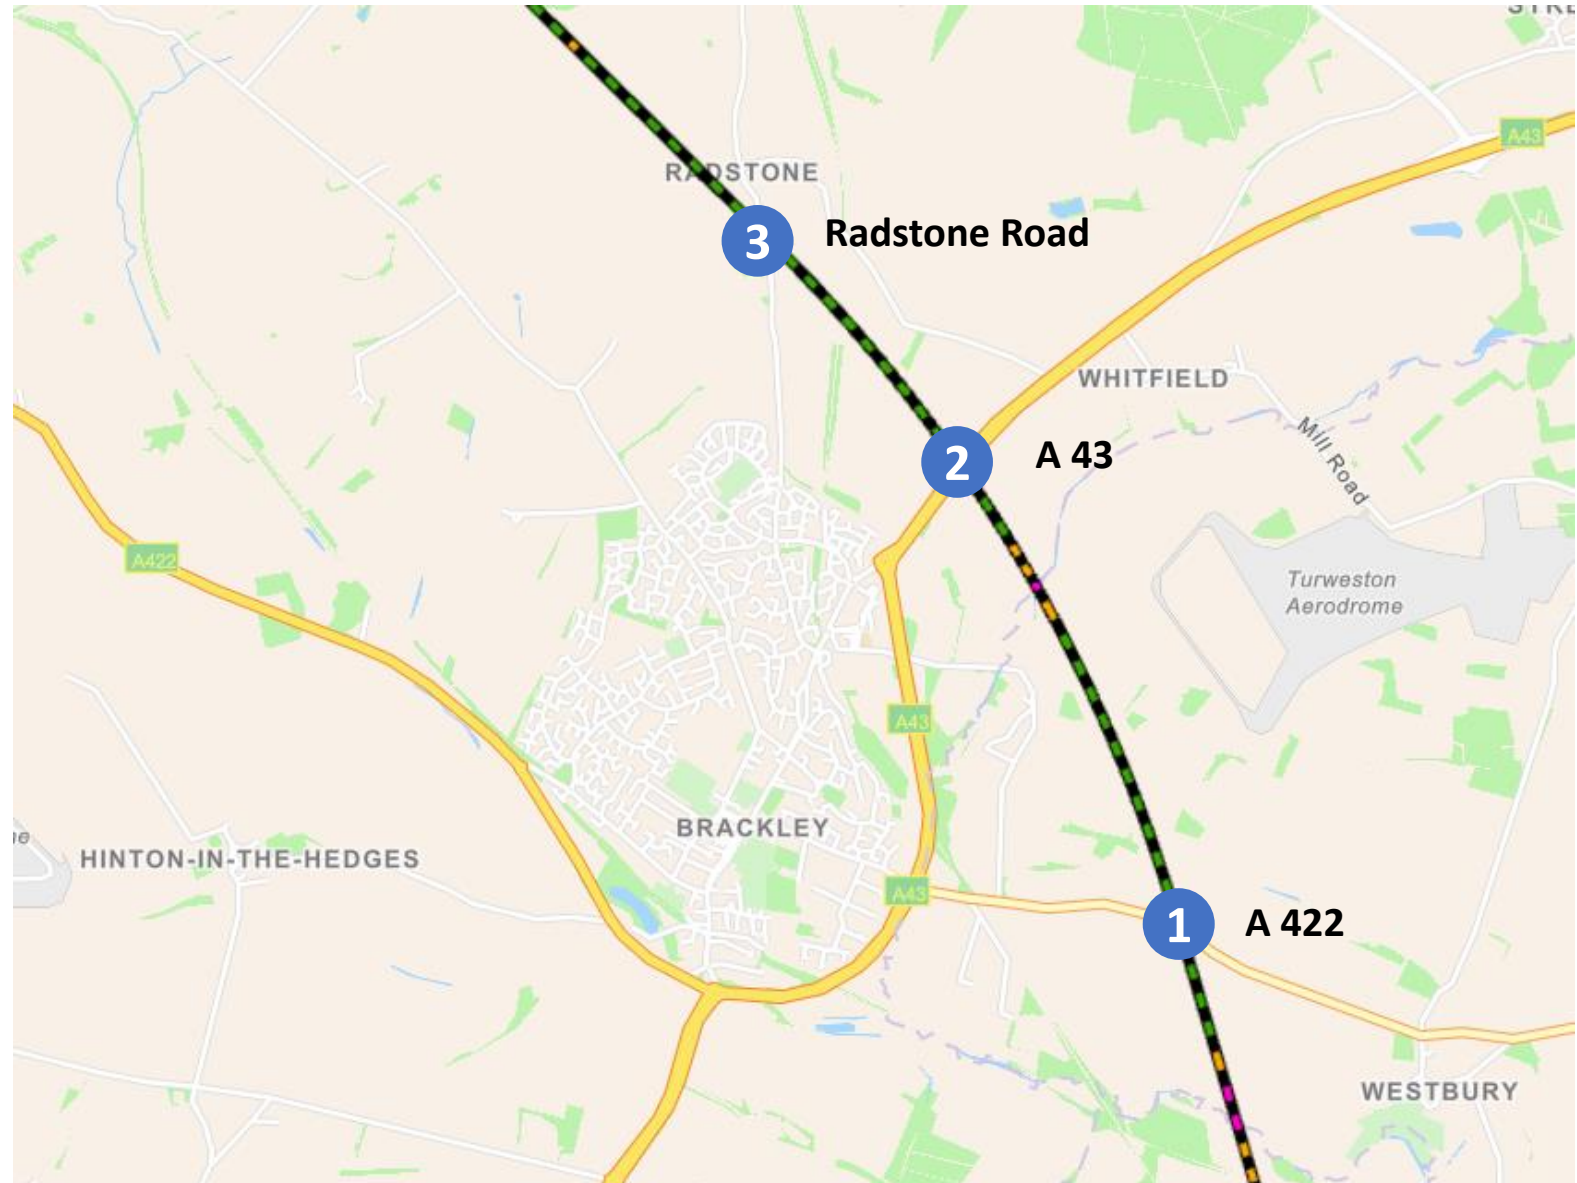 A43
RADSTONE
3
Radstone Road
WHITFIELD
2
A 43
Mill Road
A422
Turweston
Aerodrome
A43
BRACKLEY
HINTON-IN-THE-HEDGES
A43
1
A 422
WESTBURY